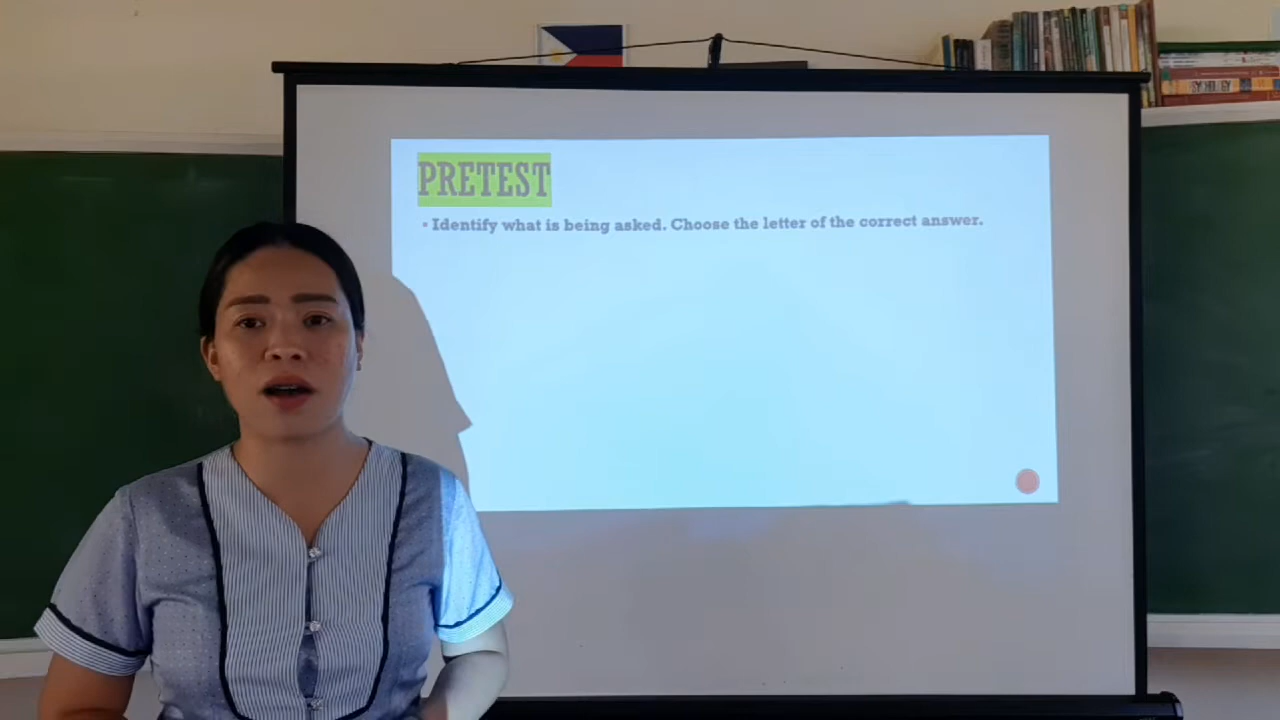 PRETEST
• Identify what is being asked. Choose the letter of the correct answer.